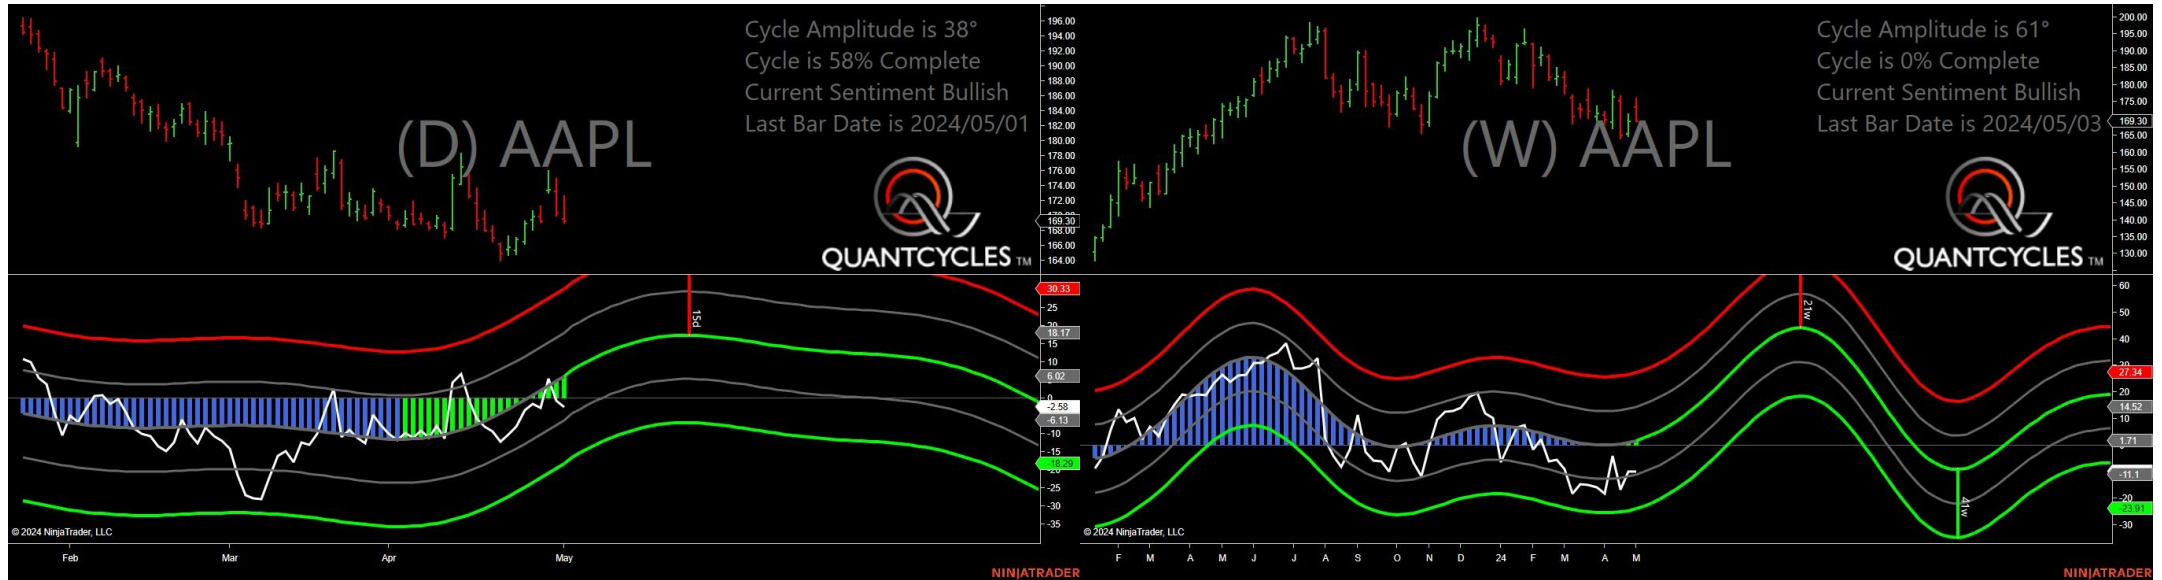 Cycle Amplitude is 38°
Cycle is 58% Complete
Current Sentiment Bullish
Last Bar Date is 2024/05/01
(D) AAPL
QUANTCYCLES TM
196.00
194.00
192.00
190.00
188.00
186.00
184.00
182.00
180.00
178.00
176.00
174.00
172.00
169.30
168.00
166.00
164.00
30.33
25
18.17
15
10
6.02
0
-2.58
-6.13
-10
-15
-18.29
-25
-30
-35
15d
© 2024 NinjaTrader, LLC
Feb Mar Apr May
NINJATRADER
Cycle Amplitude is 61°
Cycle is 0% Complete
Current Sentiment Bullish
Last Bar Date is 2024/05/03
(W) AAPL
QUANTCYCLES TM
200.00
195.00
190.00
185.00
180.00
175.00
169.30
165.00
160.00
155.00
150.00
145.00
140.00
135.00
130.00
60
50
40
27.34
20
14.52
10
1.71
-11.1
-20
-23.91
-30
21w
41w
© 2024 NinjaTrader, LLC
F M A M J J A S O N D 24 F M A M
NINJATRADER